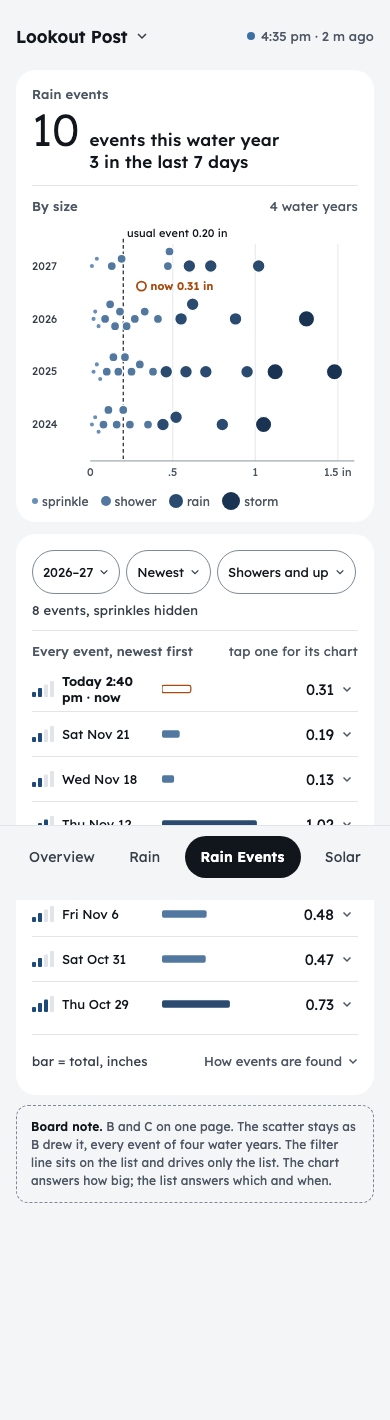 Lookout Post
4:35 pm · 2 m ago
Rain events
10 events this water year
3 in the last 7 days
By size
4 water years
usual event 0.20 in
2027
now 0.31 in
2026
2025
2024
0 .5 1 1.5 in
sprinkle shower rain storm
2026–27 Newest Showers and up
8 events, sprinkles hidden
Every event, newest first
tap one for its chart
Today 2:40
pm · now
0.31
Sat Nov 21 0.19
Wed Nov 18 0.13
Thu Nov 12 1.02
Overview Rain Rain Events Solar
Fri Nov 6 0.48
Sat Oct 31 0.47
Thu Oct 29 0.73
bar = total, inches
How events are found
Board note. B and C on one page. The scatter stays as
B drew it, every event of four water years. The filter
line sits on the list and drives only the list. The chart
answers how big; the list answers which and when.